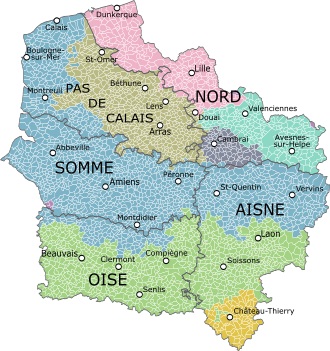 Dunkerque
Calais
Boulogne-
sur-Mer
St-Omer
Lille
Béthune
Montreuil
PAS
DE
CALAIS
NORD
Lens
Arras
Douai
Valenciennes
Cambrai
Avesnes-
sur-Helpe
Abbeville
SOMME
Péronne
Amiens
St-Quentin
Vervins
AISNE
Montdidier
Laon
Beauvais
Clermont
Compiègne
Soissons
OISE
Senlis
Château-Thierry